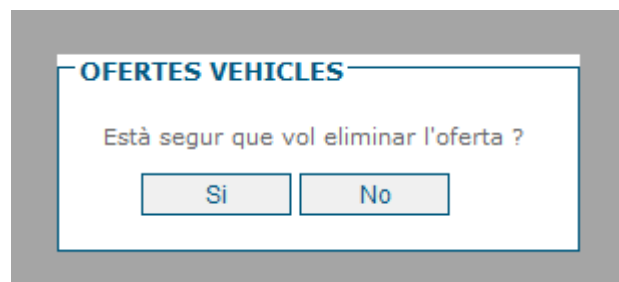 OFERTES VEHICLES
Està segur que vol eliminar l'oferta ?
Si No